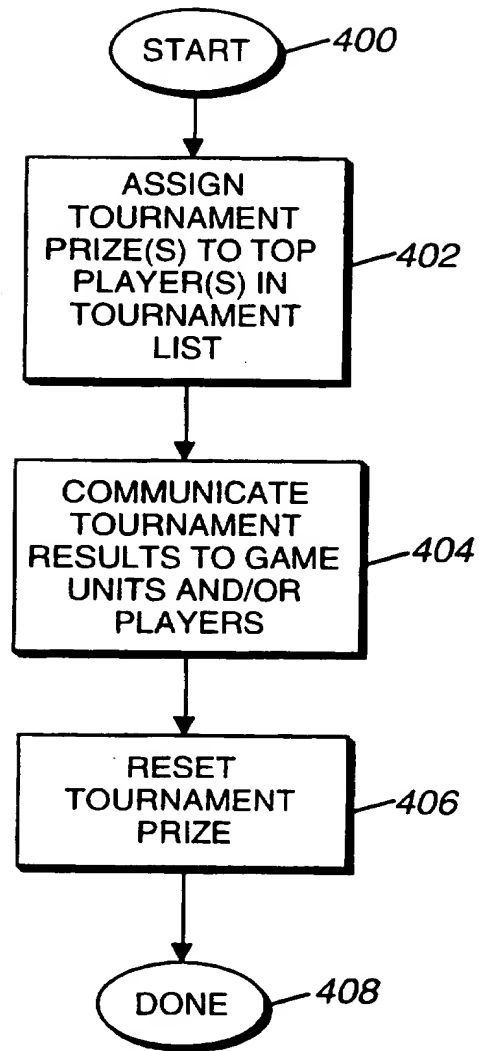 START
400
ASSIGN
TOURNAMENT
PRIZE(S) TO TOP
PLAYER(S) IN
TOURNAMENT
LIST
402
COMMUNICATE
TOURNAMENT
RESULTS TO GAME
UNITS AND/OR
PLAYERS
404
RESET
TOURNAMENT
PRIZE
406
DONE
408